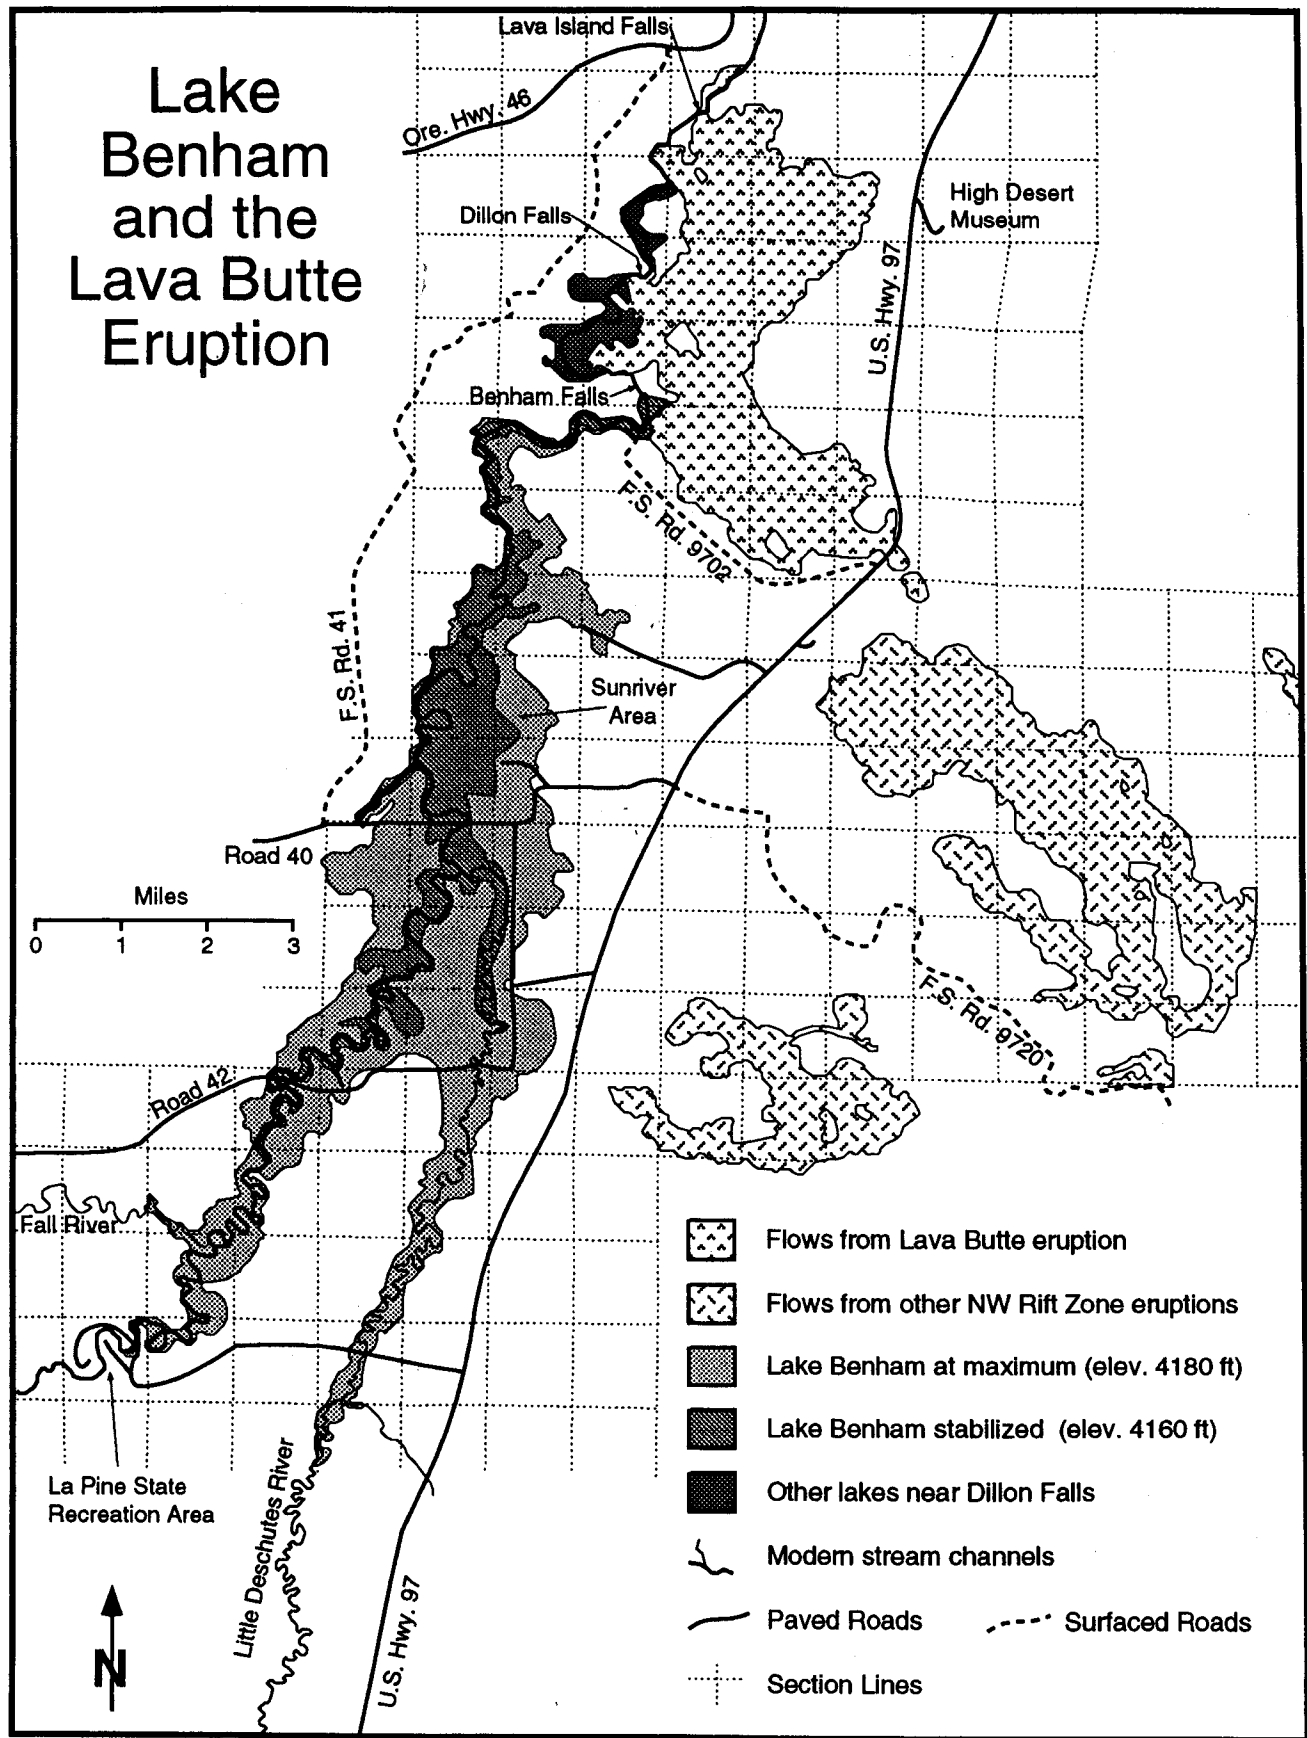 Lake
Benham
and the
Lava Butte
Eruption
Lava Island Falls
Ore. Hwy. 46
High Desert
Museum
Dillon Falls
U.S. Hwy. 97
Benham Falls
F.S. Rd. 9702
F.S. Rd. 41
Sunriver
Area
Road 40
Miles
0 1 2 3
F.S. Rd. 9720
Road 42
Fall River
La Pine State
Recreation Area
Little Deschutes River
U.S. Hwy. 97
N
Flows from Lava Butte eruption
Flows from other NW Rift Zone eruptions
Lake Benham at maximum (elev. 4180 ft)
Lake Benham stabilized (elev. 4160 ft)
Other lakes near Dillon Falls
Modern stream channels
Paved Roads
Surfaced Roads
Section Lines